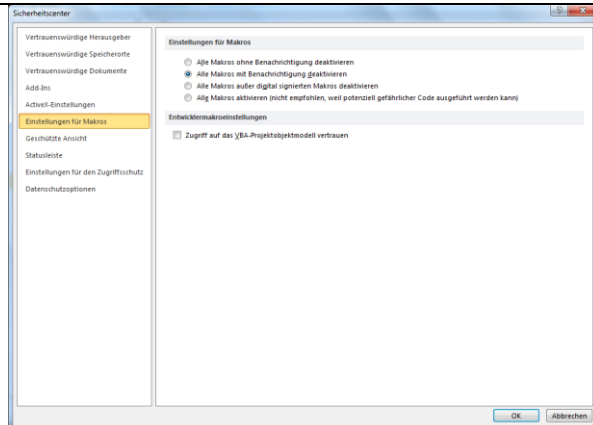 Sicherheitscenter
Vertrauenswürdige Herausgeber
Vertrauenswürdige Speicherorte
Vertrauenswürdige Dokumente
Add-Ins
ActiveX-Einstellungen
Einstellungen für Makros
Geschützte Ansicht
Statusleiste
Einstellungen für den Zugriffsschutz
Datenschutzoptionen
Einstellungen für Makros
Alle Makros ohne Benachrichtigung deaktivieren
Alle Makros mit Benachrichtigung deaktivieren
Alle Makros außer digital signierten Makros deaktivieren
Alle Makros aktivieren (nicht empfohlen, weil potenziell gefährlicher Code ausgeführt werden kann)
Entwicklermakroeinstellungen
Zugriff auf das VBA-Projektobjektmodell vertrauen
OK
Abbrechen